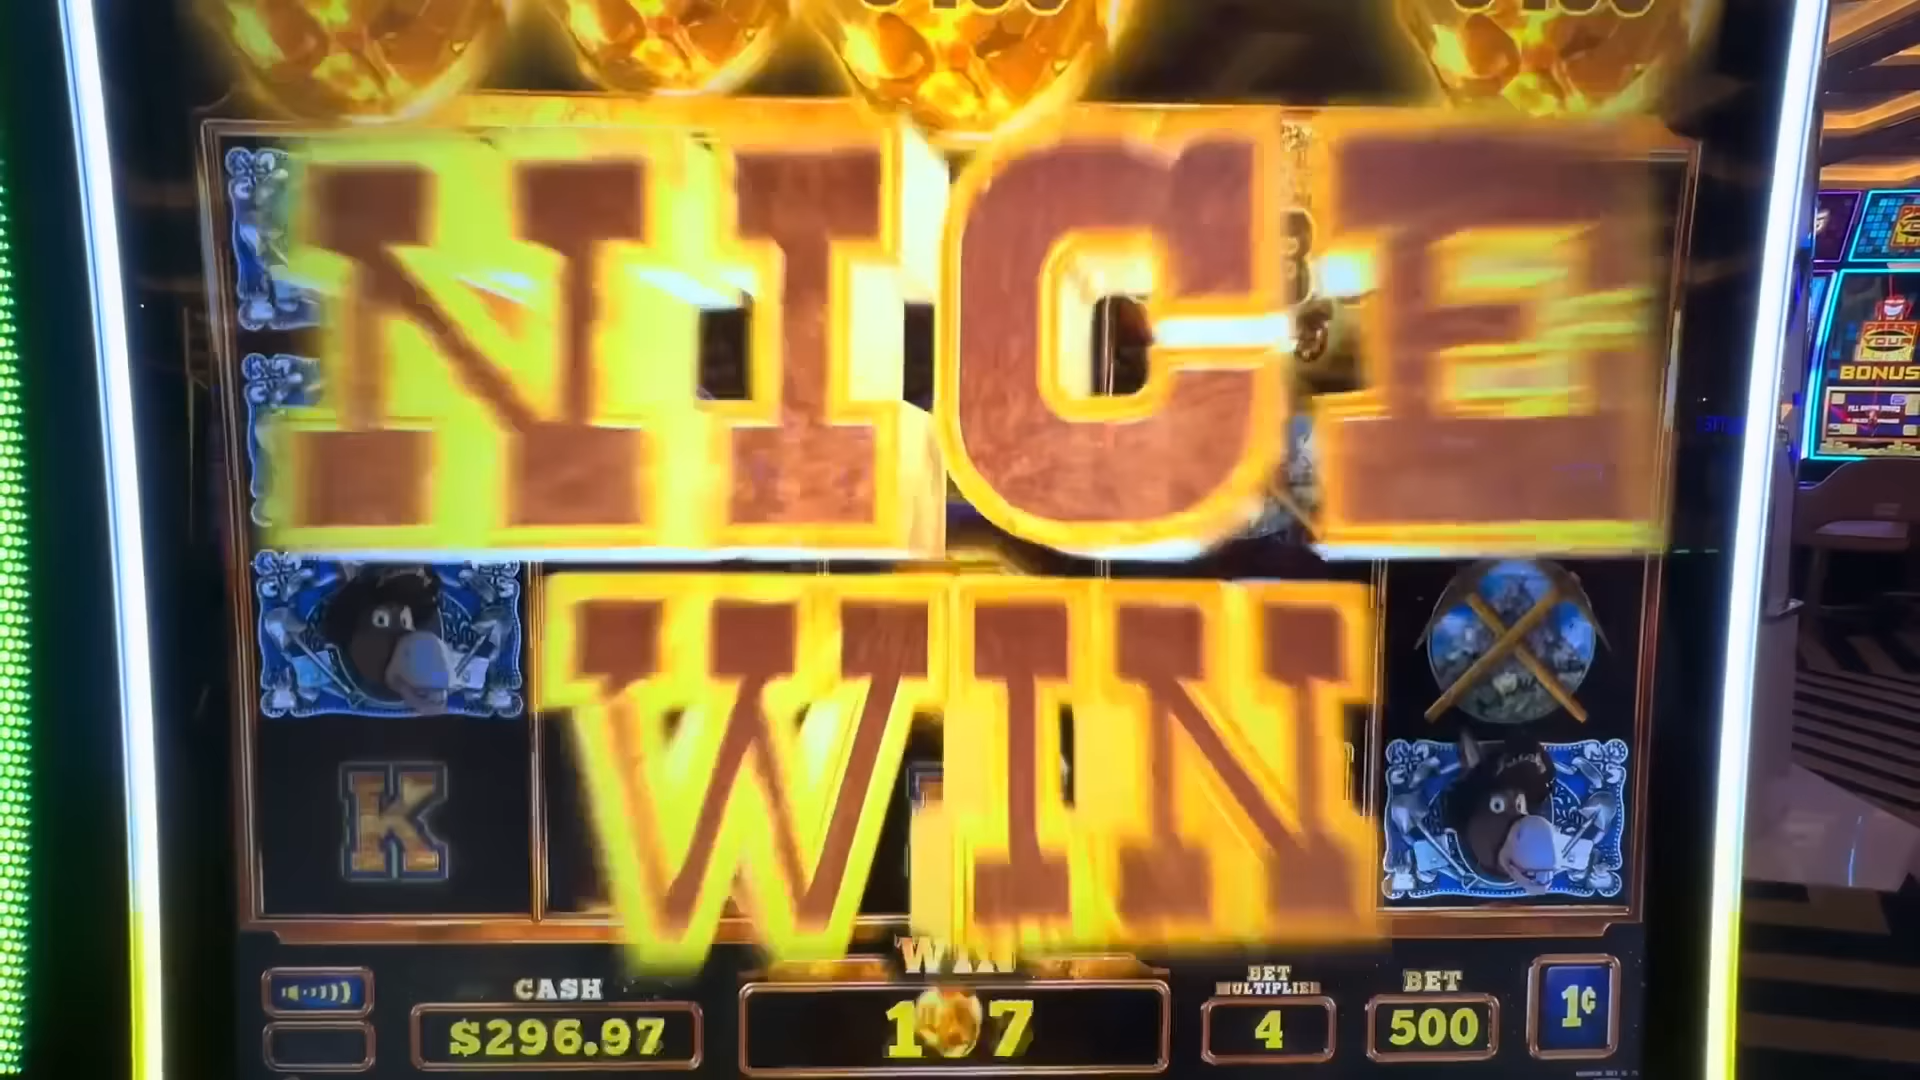 NICE
WIN
K
WIN
CASH
BET
MULTIPLIER
BET
$296.97
4
500
1¢
BONUS